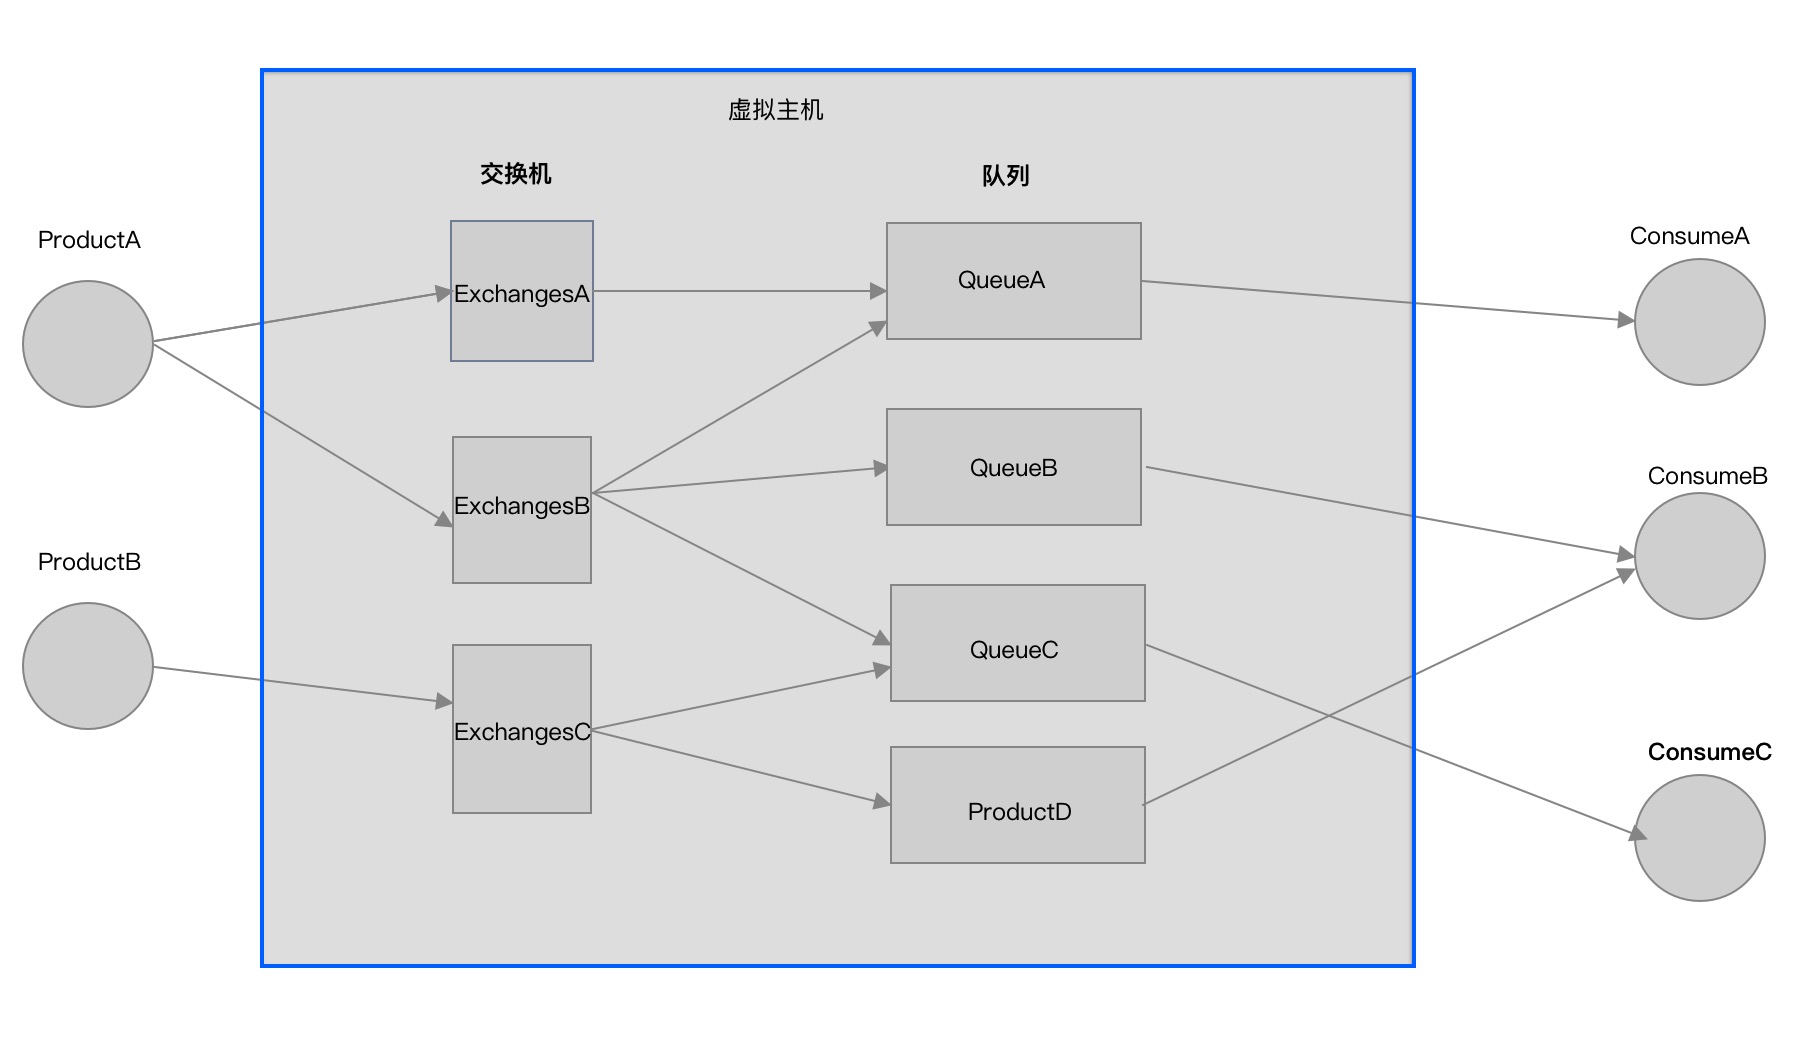 虚拟主机
交换机
队列
ProductA
ProductB
ExchangesA
ExchangesB
ExchangesC
QueueA
QueueB
QueueC
ProductD
ConsumeA
ConsumeB
ConsumeC